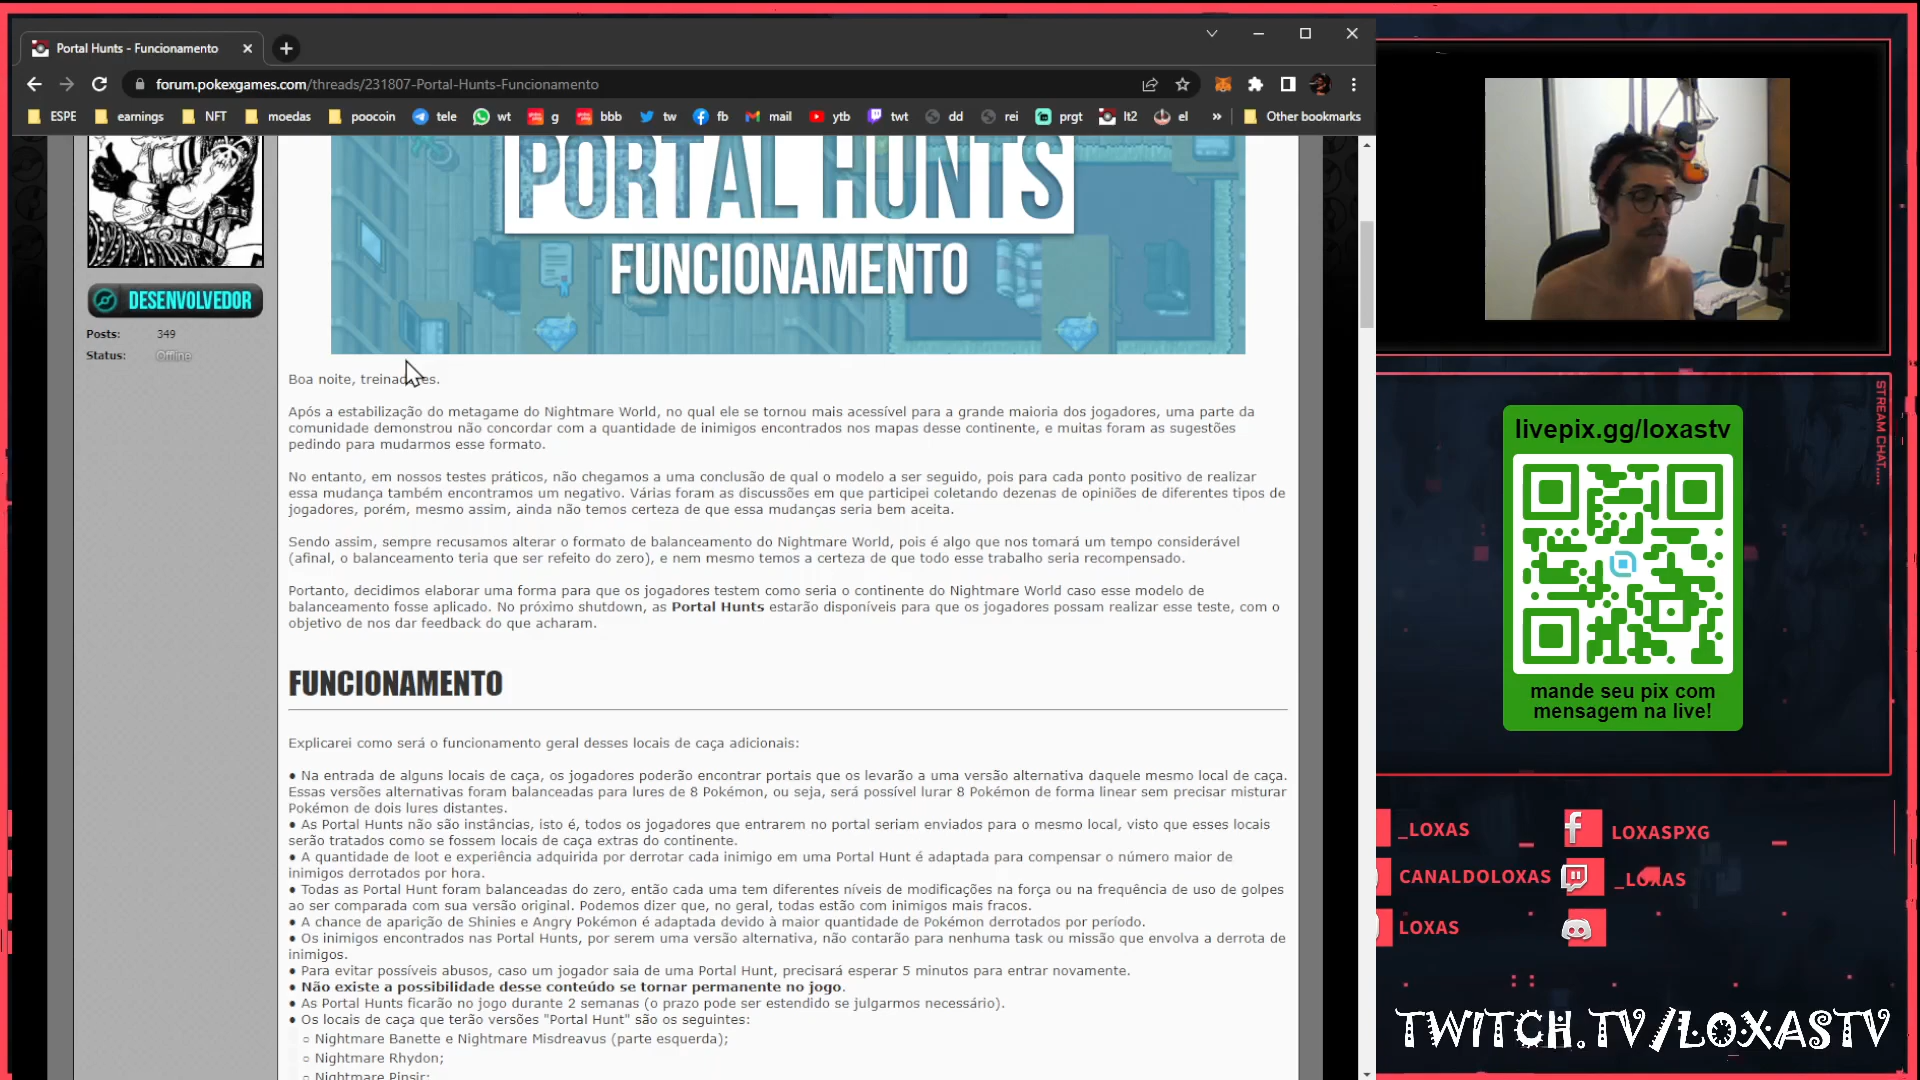 Portal Hunts - Funcionamento
forum.pokexgames.com/threads/231807-Portal-Hunts-Funcionamento
ESPE earnings NFT moedas poocoin tele wt g bbb tw fb mail ytb twt dd rei prgt lt2 el » Other bookmarks
PORTAL HUNTS
FUNCIONAMENTO
DESENVOLVEDOR
Posts: 349
Status: Offline
Boa noite, treinadores.
Após a estabilização do metagame do Nightmare World, no qual ele se tornou mais acessível para a grande maioria dos jogadores, uma parte da
comunidade demonstrou não concordar com a quantidade de inimigos encontrados nos mapas desse continente, e muitas foram as sugestões
pedindo para mudarmos esse formato.
No entanto, em nossos testes práticos, não chegamos a uma conclusão de qual o modelo a ser seguido, pois para cada ponto positivo de realizar
essa mudança também encontramos um negativo. Várias foram as discussões em que participei coletando dezenas de opiniões de diferentes tipos de
jogadores, porém, mesmo assim, ainda não temos certeza de que essa mudanças seria bem aceita.
Sendo assim, sempre recusamos alterar o formato de balanceamento do Nightmare World, pois é algo que nos tomará um tempo considerável
(afinal, o balanceamento teria que ser refeito do zero), e nem mesmo temos a certeza de que todo esse trabalho seria recompensado.
Portanto, decidimos elaborar uma forma para que os jogadores testem como seria o continente do Nightmare World caso esse modelo de
balanceamento fosse aplicado. No próximo shutdown, as Portal Hunts estarão disponíveis para que os jogadores possam realizar esse teste, com o
objetivo de nos dar feedback do que acharam.
FUNCIONAMENTO
Explicarei como será o funcionamento geral desses locais de caça adicionais:
● Na entrada de alguns locais de caça, os jogadores poderão encontrar portais que os levarão a uma versão alternativa daquele mesmo local de caça.
Essas versões alternativas foram balanceadas para lures de 8 Pokémon, ou seja, será possível lurar 8 Pokémon de forma linear sem precisar misturar
Pokémon de dois lures distantes.
● As Portal Hunts não são instâncias, isto é, todos os jogadores que entrarem no portal seriam enviados para o mesmo local, visto que esses locais
serão tratados como se fossem locais de caça extras do continente.
● A quantidade de loot e experiência adquirida por derrotar cada inimigo em uma Portal Hunt é adaptada para compensar o número maior de
inimigos derrotados por hora.
● Todas as Portal Hunt foram balanceadas do zero, então cada uma tem diferentes níveis de modificações na força ou na frequência de uso de golpes
ao ser comparada com sua versão original. Podemos dizer que, no geral, todas estão com inimigos mais fracos.
● A chance de aparição de Shinies e Angry Pokémon é adaptada devido à maior quantidade de Pokémon derrotados por período.
● Os inimigos encontrados nas Portal Hunts, por serem uma versão alternativa, não contarão para nenhuma task ou missão que envolva a derrota de
inimigos.
● Para evitar possíveis abusos, caso um jogador saia de uma Portal Hunt, precisará esperar 5 minutos para entrar novamente.
● Não existe a possibilidade desse conteúdo se tornar permanente no jogo.
● As Portal Hunts ficarão no jogo durante 2 semanas (o prazo pode ser estendido se julgarmos necessário).
● Os locais de caça que terão versões "Portal Hunt" são os seguintes:
○ Nightmare Banette e Nightmare Misdreavus (parte esquerda);
○ Nightmare Rhydon;
○ Nightmare Pinsir;
STREAM CHAT....
livepix.gg/loxastv
mande seu pix com
mensagem na live!
_LOXAS
LOXASPXG
CANALDOLOXAS
_LOXAS
LOXAS
TWITCH.TV/LOXASTV